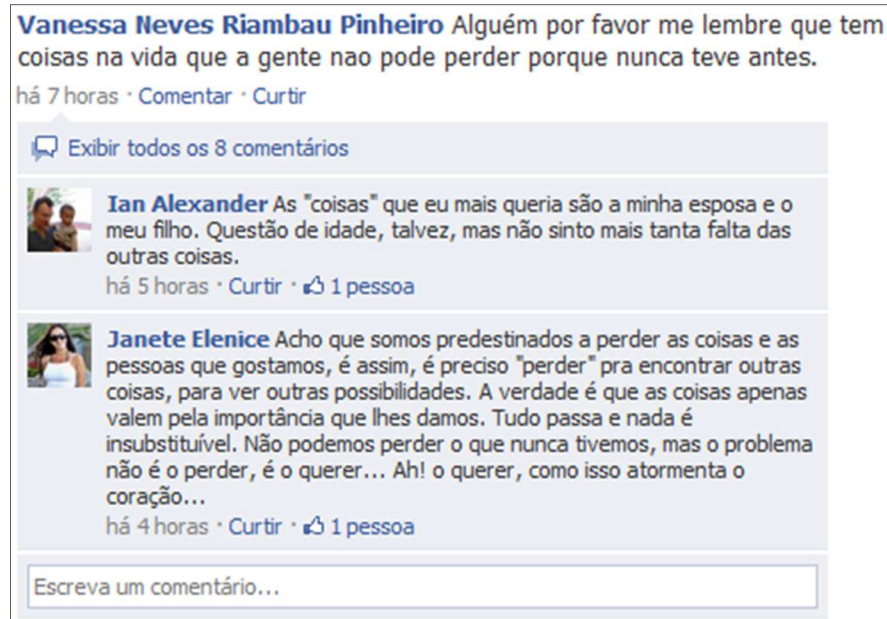 Vanessa Neves Riambau Pinheiro Alguém por favor me lembre que tem
coisas na vida que a gente nao pode perder porque nunca teve antes.
há 7 horas · Comentar · Curtir
Exibir todos os 8 comentários
Ian Alexander As "coisas" que eu mais queria são a minha esposa e o
meu filho. Questão de idade, talvez, mas não sinto mais tanta falta das
outras coisas.
há 5 horas · Curtir · 1 pessoa
Janete Elenice Acho que somos predestinados a perder as coisas e as
pessoas que gostamos, é assim, é preciso "perder" pra encontrar outras
coisas, para ver outras possibilidades. A verdade é que as coisas apenas
valem pela importância que lhes damos. Tudo passa e nada é
insubstituível. Não podemos perder o que nunca tivemos, mas o problema
não é o perder, é o querer... Ah! o querer, como isso atormenta o
coração...
há 4 horas · Curtir · 1 pessoa
Escreva um comentário...